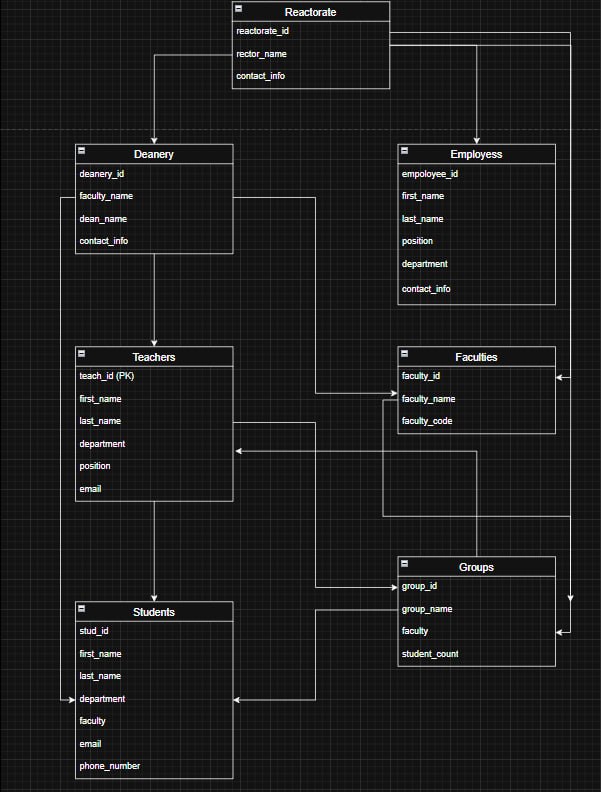 Reactorate
reactorate_id
rector_name
contact_info
Deanery
deanery_id
faculty_name
dean_name
contact_info
Employess
empoloyee_id
first_name
last_name
position
department
contact_info
Teachers
teach_id (PK)
first_name
last_name
department
position
email
Faculties
faculty_id
faculty_name
faculty_code
Groups
group_id
group_name
faculty
student_count
Students
stud_id
first_name
last_name
department
faculty
email
phone_number